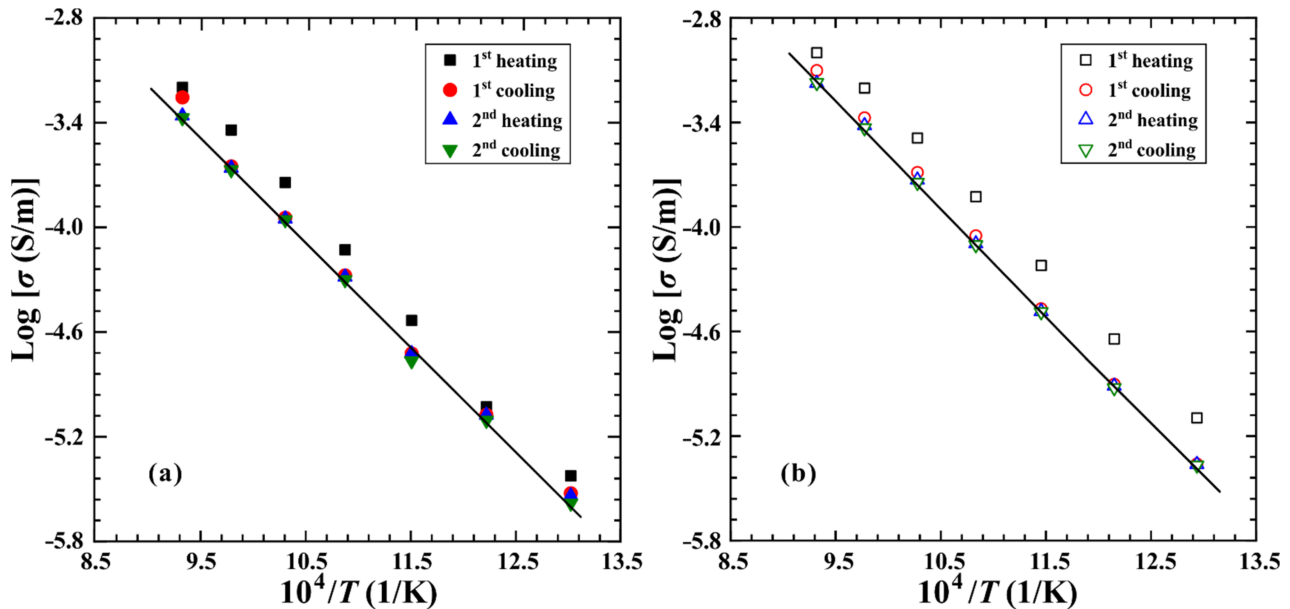 -2.8
-3.4
-4.0
-4.6
-5.2
-5.8
Log [σ (S/m)]
1st heating
1st cooling
2nd heating
2nd cooling
(a)
8.5 9.5 10.5 11.5 12.5 13.5
10⁴/T (1/K)
-2.8
-3.4
-4.0
-4.6
-5.2
-5.8
Log [σ (S/m)]
1st heating
1st cooling
2nd heating
2nd cooling
(b)
8.5 9.5 10.5 11.5 12.5 13.5
10⁴/T (1/K)